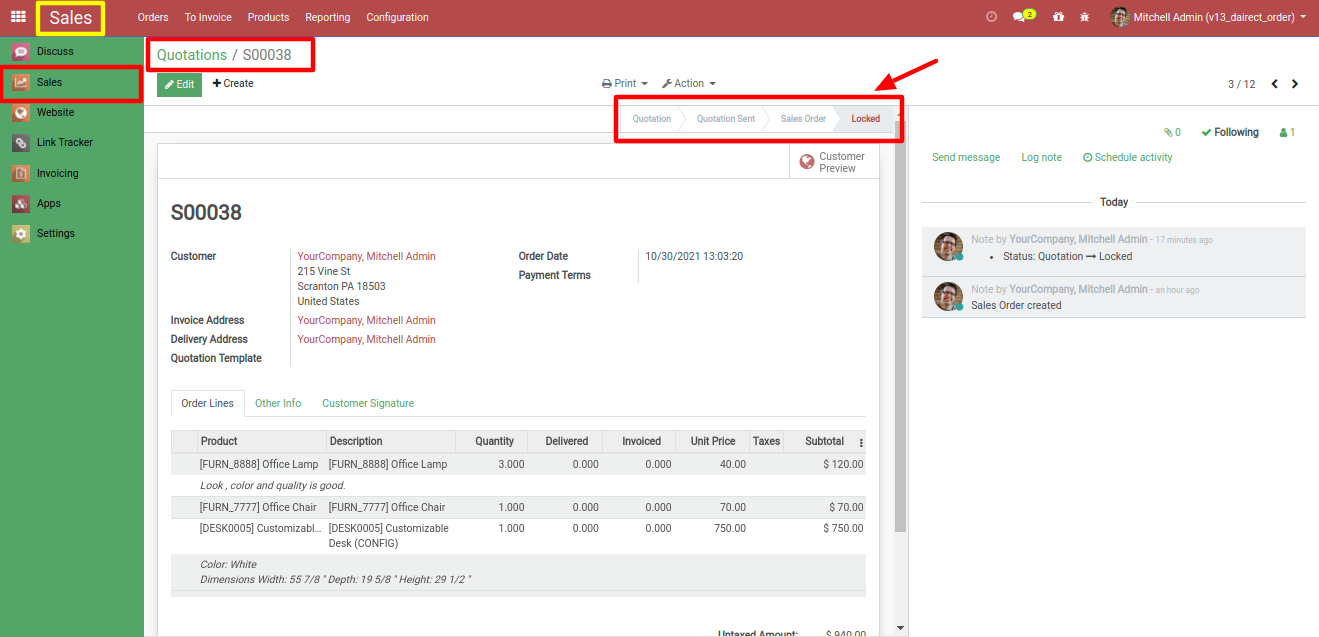 Sales Orders To Invoice Products Reporting Configuration 2 Mitchell Admin (v13_dairect_order)
Discuss
Sales
Website
Link Tracker
Invoicing
Apps
Settings
Quotations / S00038
Edit Create Print Action 3 / 12
Quotation Quotation Sent Sales Order Locked
Customer
Preview
S00038
Customer YourCompany, Mitchell Admin
215 Vine St
Scranton PA 18503
United States
Invoice Address YourCompany, Mitchell Admin
Delivery Address YourCompany, Mitchell Admin
Quotation Template
Order Date 10/30/2021 13:03:20
Payment Terms
Order Lines Other Info Customer Signature
Product Description Quantity Delivered Invoiced Unit Price Taxes Subtotal
[FURN_8888] Office Lamp [FURN_8888] Office Lamp 3.000 0.000 0.000 40.00 $ 120.00
Look , color and quality is good.
[FURN_7777] Office Chair [FURN_7777] Office Chair 1.000 0.000 0.000 70.00 $ 70.00
[DESK0005] Customizabl... [DESK0005] Customizable 1.000 0.000 0.000 750.00 $ 750.00
Desk (CONFIG)
Color: White
Dimensions Width: 55 7/8 " Depth: 19 5/8 " Height: 29 1/2 "
Untaxed Amount: $ 940.00
0 Following 1
Send message Log note Schedule activity
Today
Note by YourCompany, Mitchell Admin - 17 minutes ago
• Status: Quotation → Locked
Note by YourCompany, Mitchell Admin - an hour ago
Sales Order created